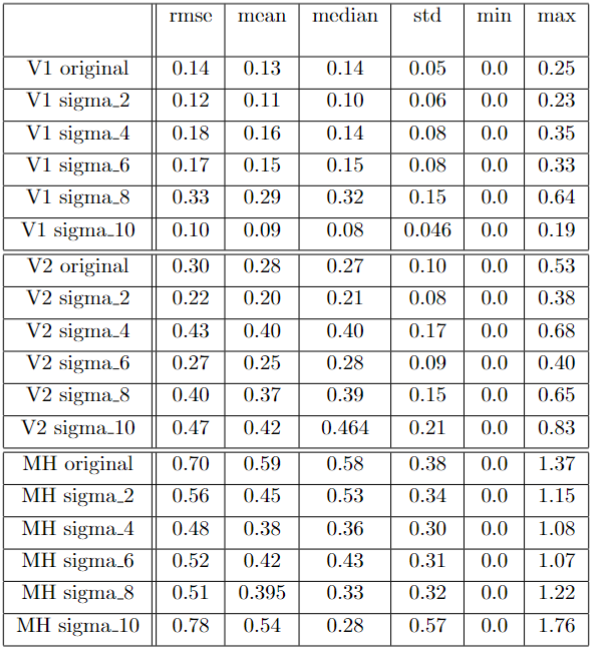 rmse mean median std min max
V1 original 0.14 0.13 0.14 0.05 0.0 0.25
V1 sigma_2 0.12 0.11 0.10 0.06 0.0 0.23
V1 sigma_4 0.18 0.16 0.14 0.08 0.0 0.35
V1 sigma_6 0.17 0.15 0.15 0.08 0.0 0.33
V1 sigma_8 0.33 0.29 0.32 0.15 0.0 0.64
V1 sigma_10 0.10 0.09 0.08 0.046 0.0 0.19
V2 original 0.30 0.28 0.27 0.10 0.0 0.53
V2 sigma_2 0.22 0.20 0.21 0.08 0.0 0.38
V2 sigma_4 0.43 0.40 0.40 0.17 0.0 0.68
V2 sigma_6 0.27 0.25 0.28 0.09 0.0 0.40
V2 sigma_8 0.40 0.37 0.39 0.15 0.0 0.65
V2 sigma_10 0.47 0.42 0.464 0.21 0.0 0.83
MH original 0.70 0.59 0.58 0.38 0.0 1.37
MH sigma_2 0.56 0.45 0.53 0.34 0.0 1.15
MH sigma_4 0.48 0.38 0.36 0.30 0.0 1.08
MH sigma_6 0.52 0.42 0.43 0.31 0.0 1.07
MH sigma_8 0.51 0.395 0.33 0.32 0.0 1.22
MH sigma_10 0.78 0.54 0.28 0.57 0.0 1.76